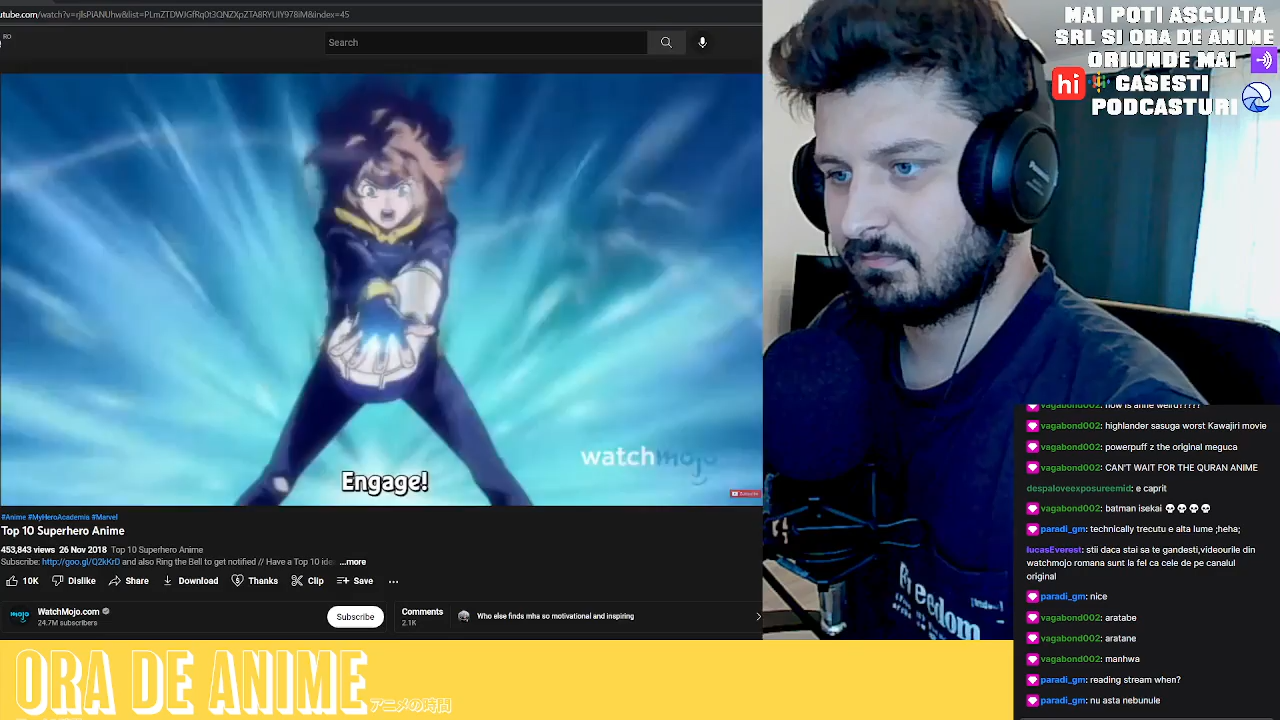 utube.com/watch?v=rjlsPiANUhw&list=PLmZTDWJGfRq0t3QNZXpZTA8RYUIY978iM&index=45
RO
Search
Engage!
watchmojo
Subscribe
#Anime #MyHeroAcademia #Marvel
Top 10 Superhero Anime
453,843 views 26 Nov 2018 Top 10 Superhero Anime
Subscribe: http://goo.gl/Q2kKrD and also Ring the Bell to get notified // Have a Top 10 idea ...more
10K Dislike Share Download Thanks Clip Save ...
mojo
WatchMojo.com
24.7M subscribers
Subscribe
Comments
2.1K
Who else finds mha so motivational and inspiring
ORA DE ANIME
アニメの時間
MAI POTI ASCULTA
SRL SI ORA DE ANIME
ORIUNDE MAI
hi GASESTI
PODCASTURI
freedom
vagabond002: how is anne weird?????
vagabond002: highlander sasuga worst Kawajiri movie
vagabond002: powerpuff z the original meguca
vagabond002: CAN'T WAIT FOR THE QURAN ANIME
despaloveexposureemid: e caprit
vagabond002: batman isekai 💀💀💀💀
paradi_gm: technically trecutu e alta lume ;heha;
lucasEverest: stii daca stai sa te gandesti,videourile din
watchmojo romana sunt la fel ca cele de pe canalul
original
paradi_gm: nice
vagabond002: aratabe
vagabond002: aratane
vagabond002: manhwa
paradi_gm: reading stream when?
paradi_gm: nu asta nebunule